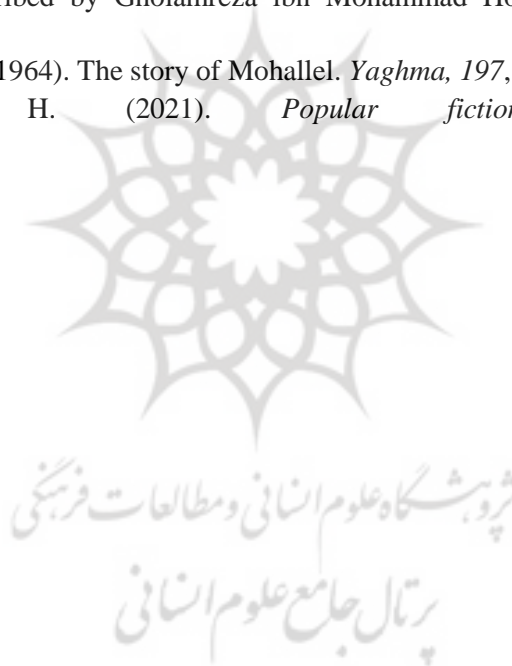 ribed by Gholamreza ibn Mohammad Ho
1964). The story of Mohallel. Yaghma, 197,
H. (2021). Popular fiction
پژوهشگاه علوم انسانی و مطالعات فرهنگی
پرتال جامع علوم انسانی